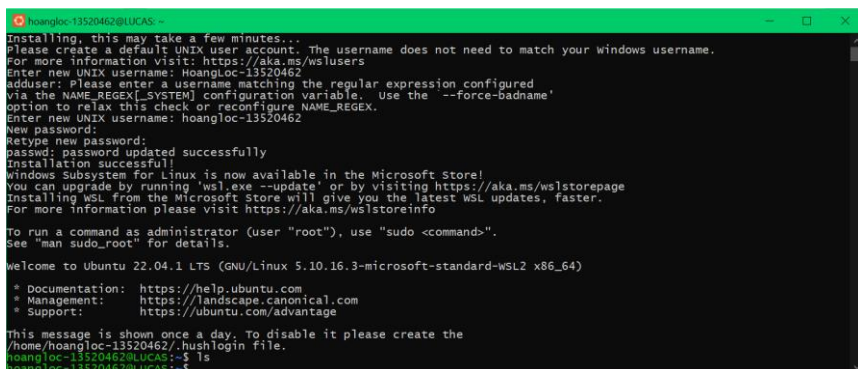 hoangloc-13520462@LUCAS: ~
Installing, this may take a few minutes...
Please create a default UNIX user account. The username does not need to match your Windows username.
For more information visit: https://aka.ms/wslusers
Enter new UNIX username: HoangLoc-13520462
adduser: Please enter a username matching the regular expression configured
via the NAME_REGEX[_SYSTEM] configuration variable.  Use the `--force-badname'
option to relax this check or reconfigure NAME_REGEX.
Enter new UNIX username: hoangloc-13520462
New password:
Retype new password:
passwd: password updated successfully
Installation successful!
Windows Subsystem for Linux is now available in the Microsoft Store!
You can upgrade by running 'wsl.exe --update' or by visiting https://aka.ms/wslstorepage
Installing WSL from the Microsoft Store will give you the latest WSL updates, faster.
For more information please visit https://aka.ms/wslstoreinfo
To run a command as administrator (user "root"), use "sudo <command>".
See "man sudo_root" for details.
Welcome to Ubuntu 22.04.1 LTS (GNU/Linux 5.10.16.3-microsoft-standard-WSL2 x86_64)
* Documentation:  https://help.ubuntu.com
* Management:     https://landscape.canonical.com
* Support:        https://ubuntu.com/advantage
This message is shown once a day. To disable it please create the
/home/hoangloc-13520462/.hushlogin file.
hoangloc-13520462@LUCAS:~$ ls
hoangloc-13520462@LUCAS:~$